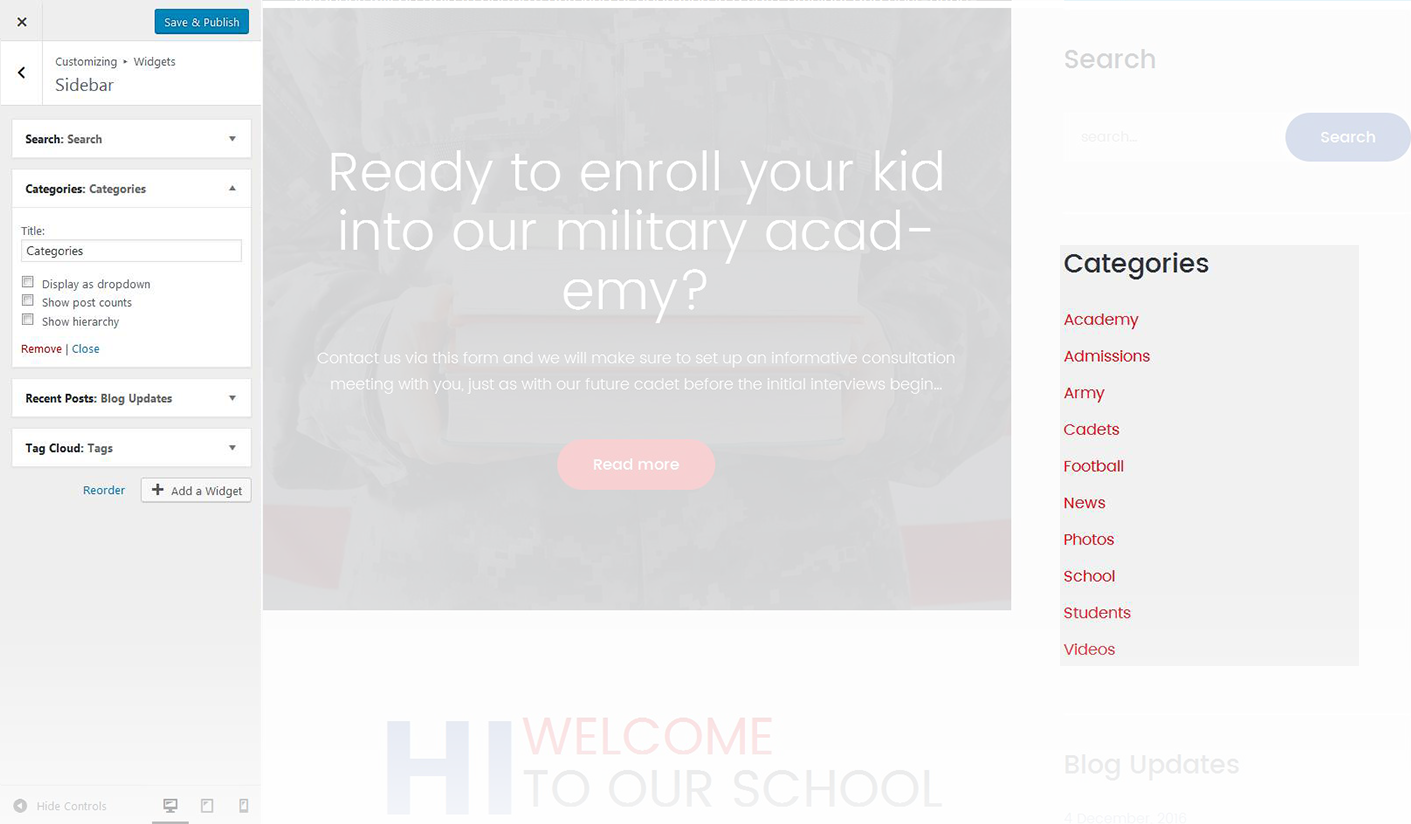 Save & Publish
Customizing ▸ Widgets
Sidebar
Search: Search
Categories: Categories
Title:
Categories
Display as dropdown
Show post counts
Show hierarchy
Remove | Close
Recent Posts: Blog Updates
Tag Cloud: Tags
Reorder
Add a Widget
Hide Controls
Ready to enroll your kid
into our military acad-
emy?
Contact us via this form and we will make sure to set up an informative consultation
meeting with you, just as with our future cadet before the initial interviews begin...
Read more
HI
WELCOME
TO OUR SCHOOL
Search
search...
Search
Categories
Academy
Admissions
Army
Cadets
Football
News
Photos
School
Students
Videos
Blog Updates
4 December, 2016